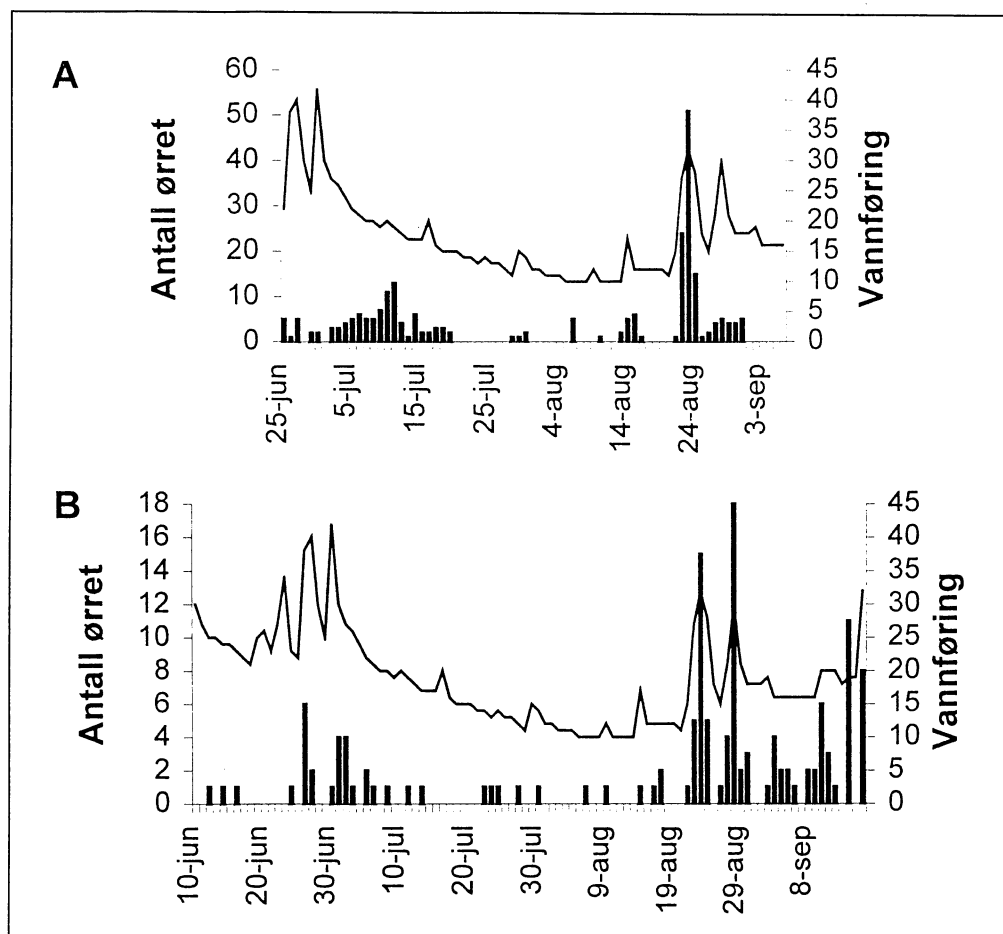 A
Antall ørret
60
50
40
30
20
10
0
45
40
35
30
25
20
15
10
5
0
Vannføring
25-jun
5-jul
15-jul
25-jul
4-aug
14-aug
24-aug
3-sep
B
Antall ørret
18
16
14
12
10
8
6
4
2
0
45
40
35
30
25
20
15
10
5
0
Vannføring
10-jun
20-jun
30-jun
10-jul
20-jul
30-jul
9-aug
19-aug
29-aug
8-sep